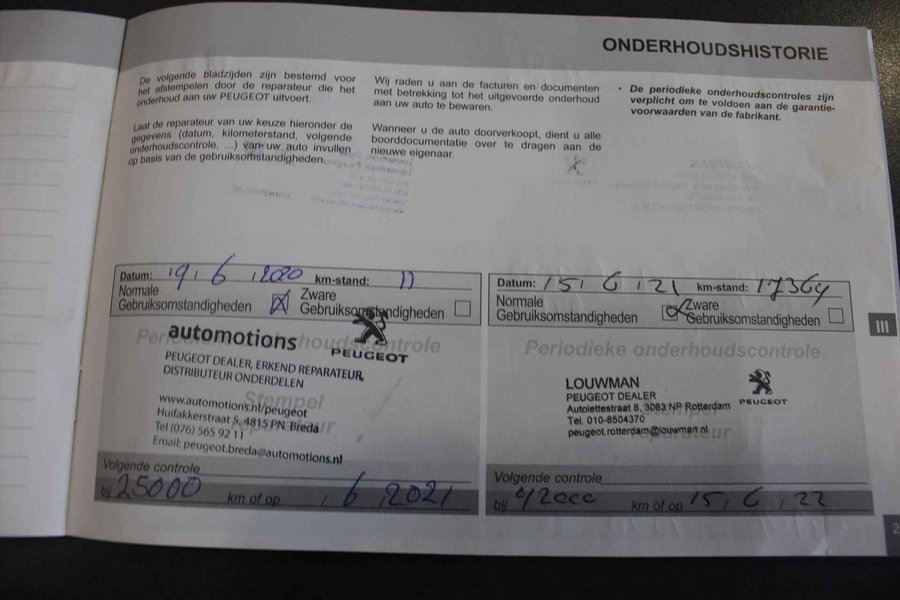 ONDERHOUDSHISTORIE
De volgende bladzijden zijn bestemd voor
het afstempelen door de reparateur die het
onderhoud aan uw PEUGEOT uitvoert.
Laat de reparateur van uw keuze hieronder de
gegevens (datum, kilometerstand, volgende
onderhoudscontrole, ...) van uw auto invullen
op basis van de gebruiksomstandigheden.
Wij raden u aan de facturen en documenten
met betrekking tot het uitgevoerde onderhoud
aan uw auto te bewaren.
Wanneer u de auto doorverkoopt, dient u alle
boorddocumentatie over te dragen aan de
nieuwe eigenaar.
• De periodieke onderhoudscontroles zijn
verplicht om te voldoen aan de garantie-
voorwaarden van de fabrikant.
Datum: 19, 6, 2020 km-stand: 11
Normale
Gebruiksomstandigheden
Zware
Gebruiksomstandigheden
Periodieke onderhoudscontrole
automotions
PEUGEOT
PEUGEOT DEALER, ERKEND REPARATEUR,
DISTRIBUTEUR ONDERDELEN
Stempel
www.automotions.nl/peugeot
Huifakkerstraat 5, 4815 PN Breda
Tel (076) 565 92 11
Email: peugeot.breda@automotions.nl
Volgende controle
bij 25000 km of op , 6, 2021
Datum: 15, 6, 21 km-stand: 17364
Normale
Gebruiksomstandigheden
Zware
Gebruiksomstandigheden
Periodieke onderhoudscontrole
LOUWMAN
PEUGEOT DEALER
Autolettestraat 8, 3063 NP Rotterdam
Tel. 010-8504370
peugeot.rotterdam@louwman.nl
PEUGEOT
Volgende controle
bij 42000 km of op 15, 6, 22
III